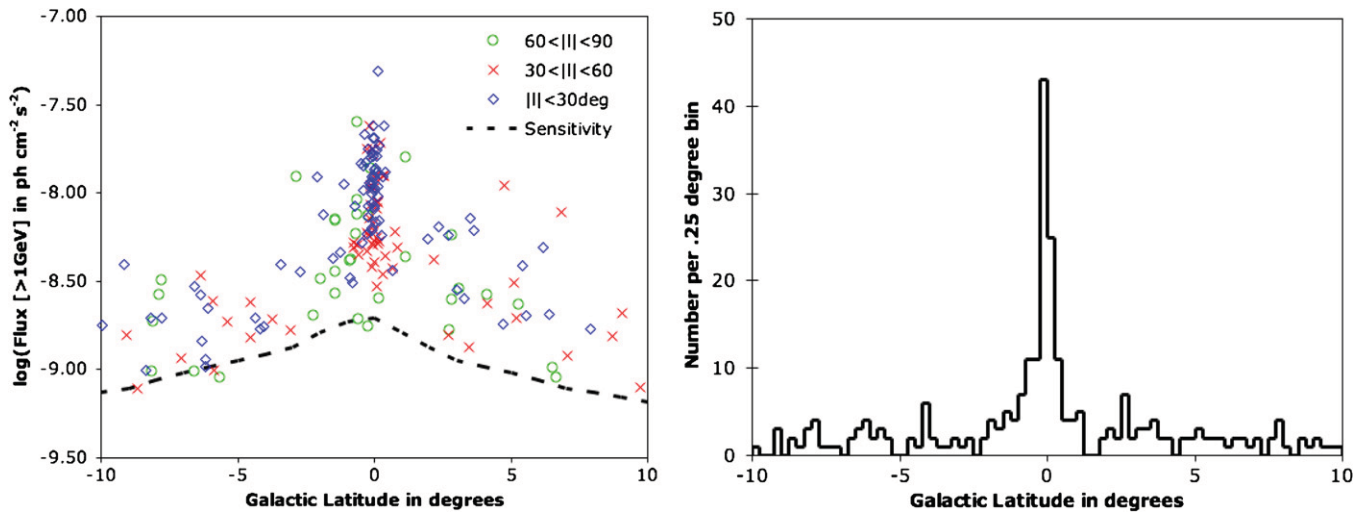 log(Flux [>1GeV] in ph cm⁻² s⁻²)
-7.00
-7.50
-8.00
-8.50
-9.00
-9.50
60<|l|<90
30<|l|<60
|l|<30deg
Sensitivity
-10
-5
0
5
10
Galactic Latitude in degrees
Number per .25 degree bin
50
40
30
20
10
0
-10
-5
0
5
10
Galactic Latitude in degrees